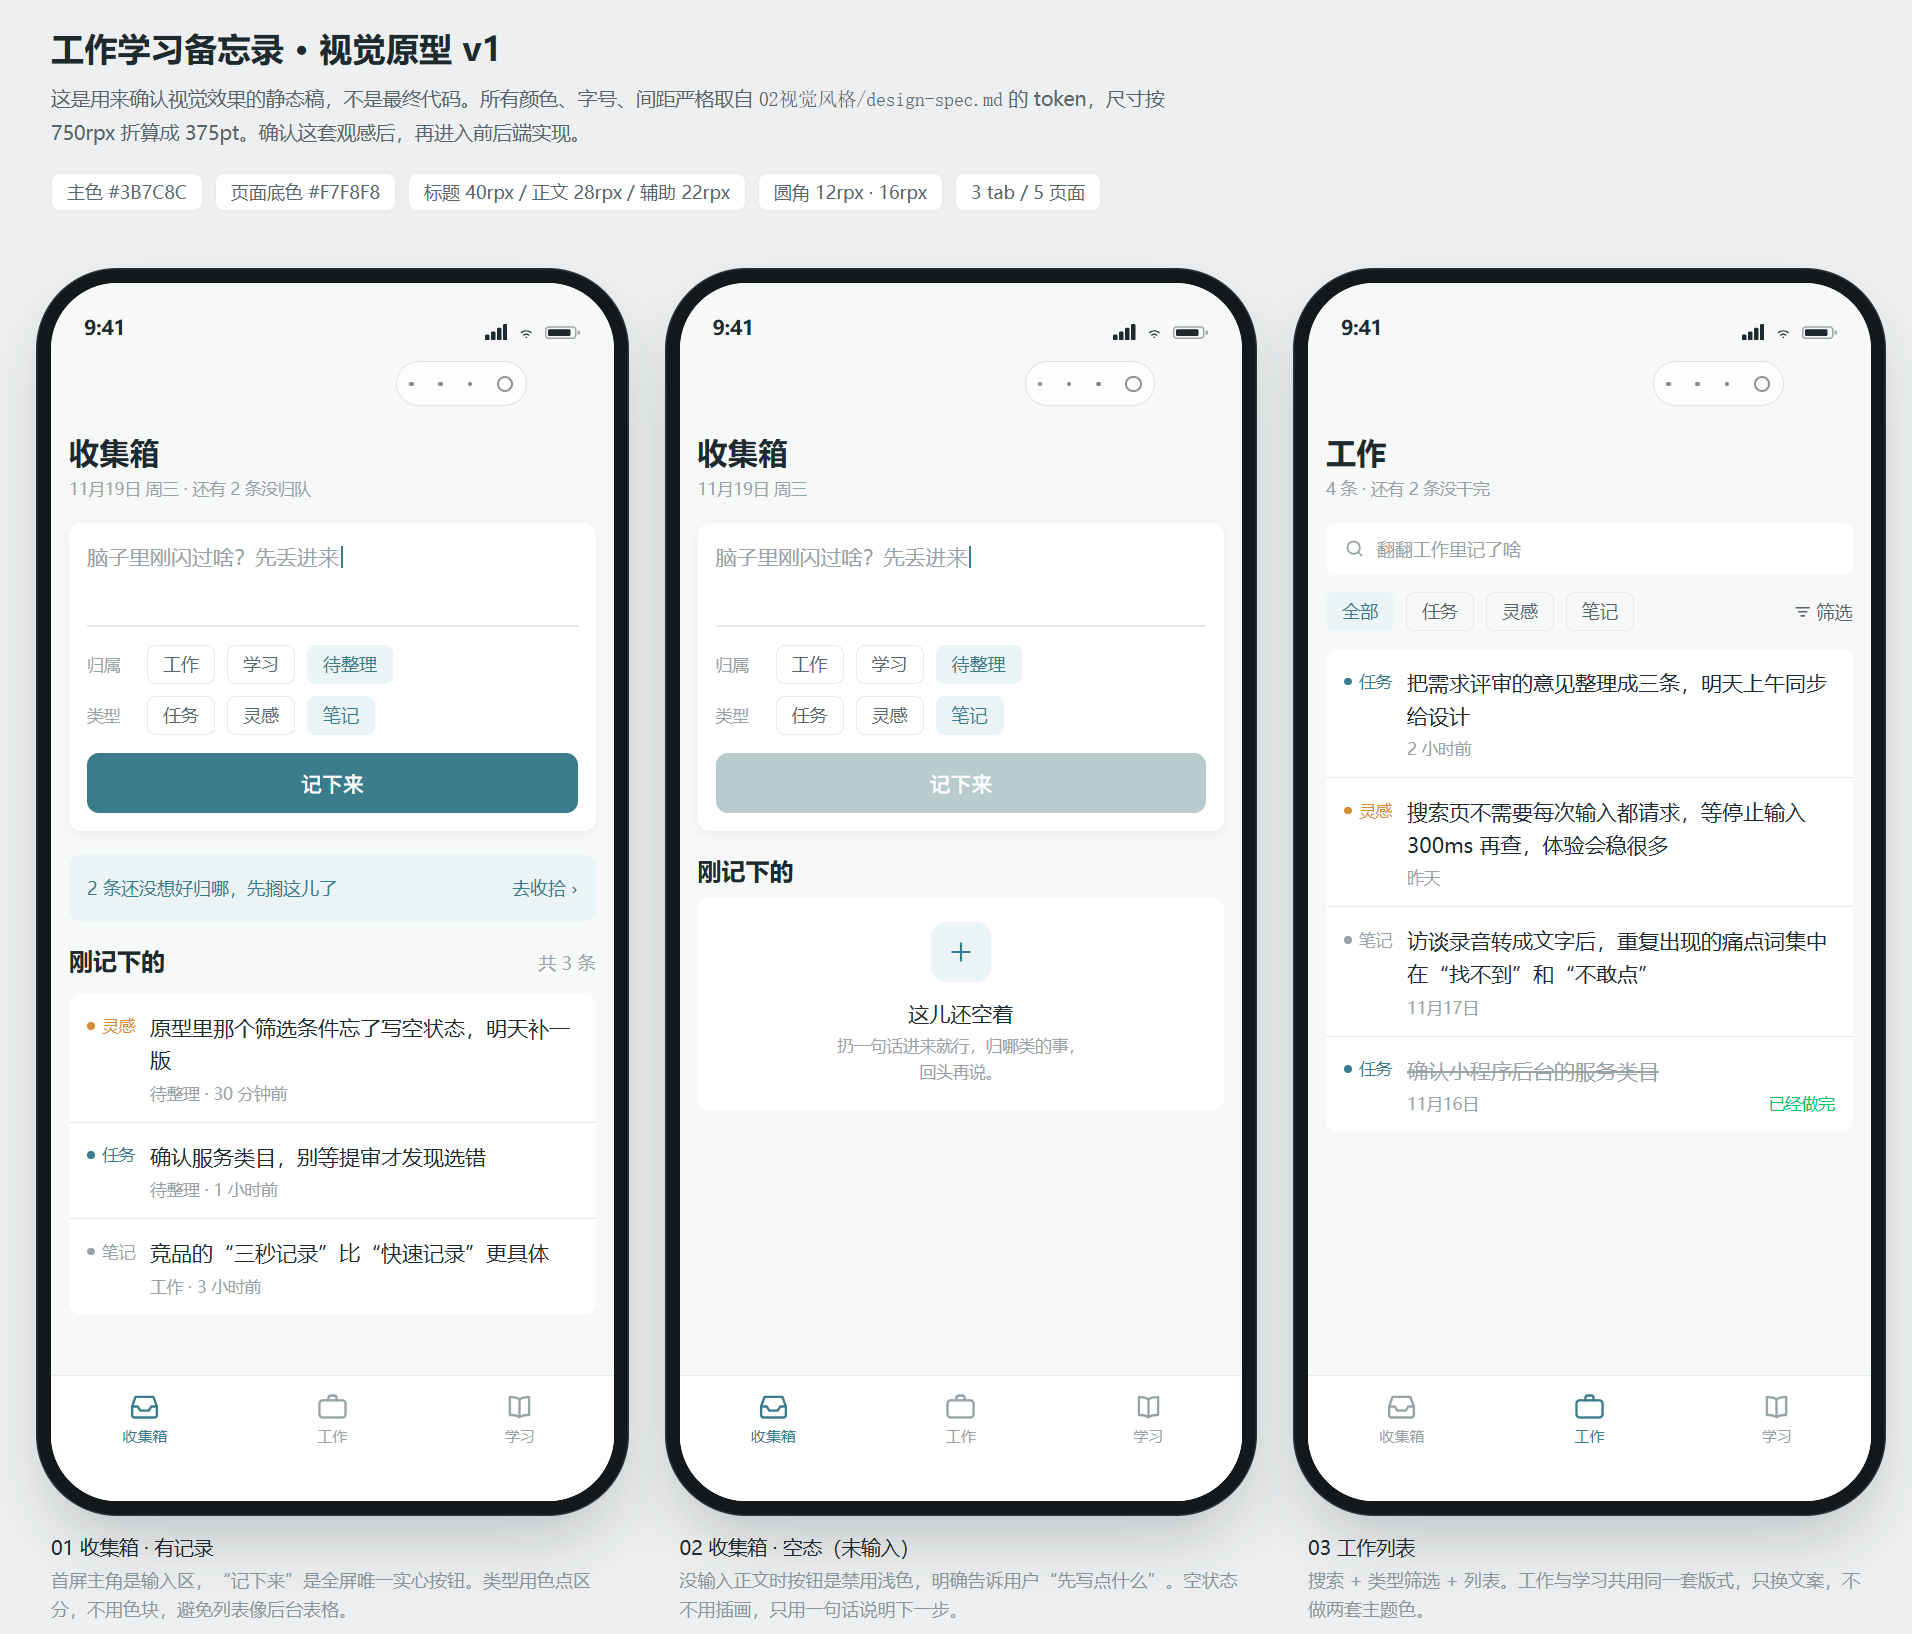 工作学习备忘录 · 视觉原型 v1
这是用来确认视觉效果的静态稿，不是最终代码。所有颜色、字号、间距严格取自 02视觉风格/design-spec.md 的 token，尺寸按
750rpx 折算成 375pt。确认这套观感后，再进入前后端实现。
主色 #3B7C8C
页面底色 #F7F8F8
标题 40rpx / 正文 28rpx / 辅助 22rpx
圆角 12rpx · 16rpx
3 tab / 5 页面
9:41
收集箱
11月19日 周三 · 还有 2 条没归队
脑子里刚闪过啥？先丢进来
归属 工作 学习 待整理
类型 任务 灵感 笔记
记下来
2 条还没想好归哪，先搁这儿了 去收拾 ›
刚记下的 共 3 条
灵感 原型里那个筛选条件忘了写空状态，明天补一
版
待整理 · 30 分钟前
任务 确认服务类目，别等提审才发现选错
待整理 · 1 小时前
笔记 竞品的“三秒记录”比“快速记录”更具体
工作 · 3 小时前
收集箱 工作 学习
01 收集箱 · 有记录
首屏主角是输入区，“记下来”是全屏唯一实心按钮。类型用色点区
分，不用色块，避免列表像后台表格。
9:41
收集箱
11月19日 周三
脑子里刚闪过啥？先丢进来
归属 工作 学习 待整理
类型 任务 灵感 笔记
记下来
刚记下的
这儿还空着
扔一句话进来就行，归哪类的事，
回头再说。
收集箱 工作 学习
02 收集箱 · 空态（未输入）
没输入正文时按钮是禁用浅色，明确告诉用户“先写点什么”。空状态
不用插画，只用一句话说明下一步。
9:41
工作
4 条 · 还有 2 条没干完
翻翻工作里记了啥
全部 任务 灵感 笔记 筛选
任务 把需求评审的意见整理成三条，明天上午同步
给设计
2 小时前
灵感 搜索页不需要每次输入都请求，等停止输入
300ms 再查，体验会稳很多
昨天
笔记 访谈录音转成文字后，重复出现的痛点词集中
在“找不到”和“不敢点”
11月17日
任务 确认小程序后台的服务类目
11月16日 已经做完
收集箱 工作 学习
03 工作列表
搜索 + 类型筛选 + 列表。工作与学习共用同一套版式，只换文案，不
做两套主题色。